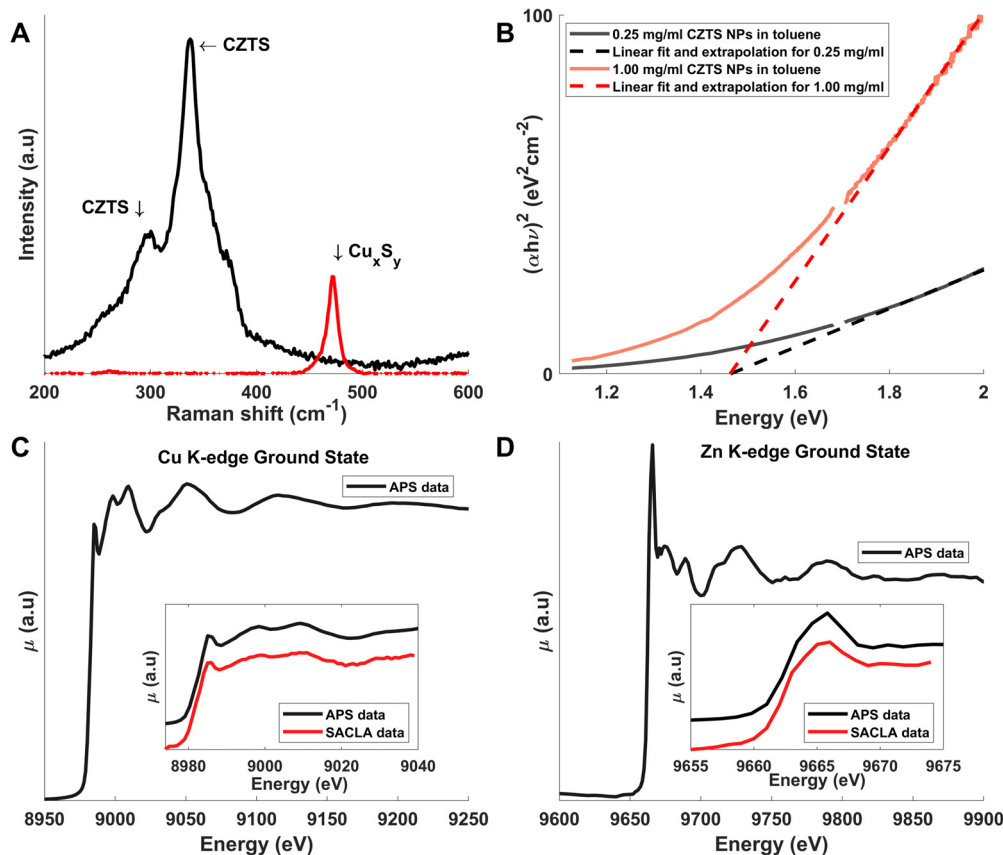 A
← CZTS
CZTS ↓
↓ Cu_xS_y
Intensity (a.u)
200 300 400 500 600
Raman shift (cm^-1)
B
0.25 mg/ml CZTS NPs in toluene
Linear fit and extrapolation for 0.25 mg/ml
1.00 mg/ml CZTS NPs in toluene
Linear fit and extrapolation for 1.00 mg/ml
100
0
(αhν)^2 (eV^2cm^-2)
1.2 1.4 1.6 1.8 2
Energy (eV)
C
Cu K-edge Ground State
APS data
μ (a.u)
μ (a.u)
APS data
SACLA data
8980 9000 9020 9040
Energy (eV)
8950 9000 9050 9100 9150 9200 9250
Energy (eV)
D
Zn K-edge Ground State
APS data
μ (a.u)
μ (a.u)
APS data
SACLA data
9655 9660 9665 9670 9675
Energy (eV)
9600 9650 9700 9750 9800 9850 9900
Energy (eV)